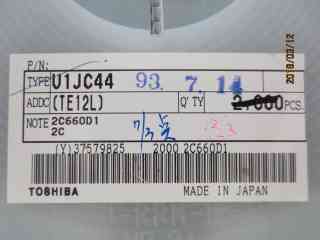 P/N:
TYPE U1JC44 93. 7. 14
ADDC (TE12L) Q'TY 2,000 PCS.
NOTE 2C660D1
2C
(Y)37579825 2000 2C660D1
TOSHIBA MADE IN JAPAN
2018/03/12